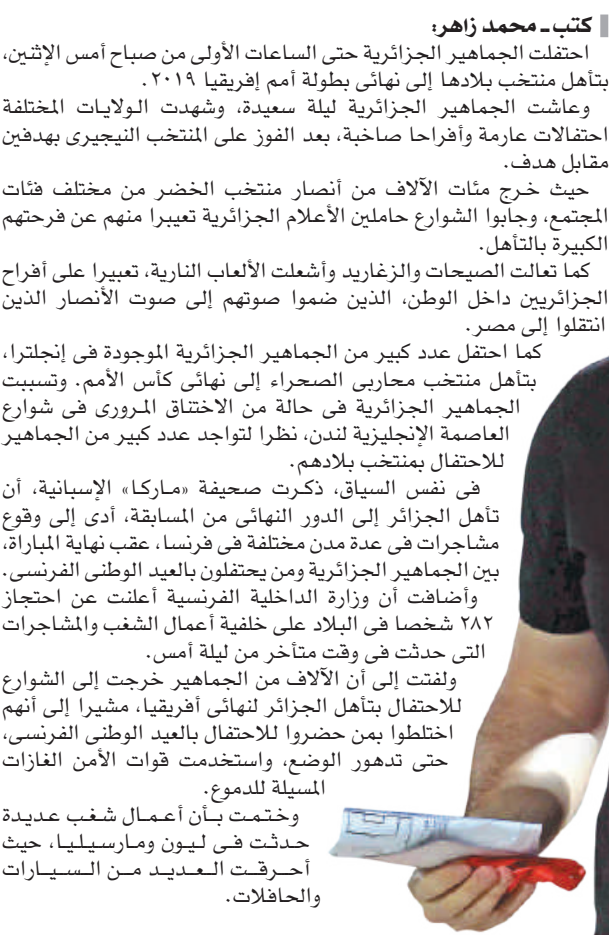 كتب ـ محمد زاهر:
احتفلت الجماهير الجزائرية حتى الساعات الأولى من صباح أمس الإثنين،
بتأهل منتخب بلادها إلى نهائى بطولة أمم إفريقيا ٢٠١٩.
وعاشت الجماهير الجزائرية ليلة سعيدة، وشهدت الولايات المختلفة
احتفالات عارمة وأفراحا صاخبة، بعد الفوز على المنتخب النيجيرى بهدفين
مقابل هدف.
حيث خرج مئات الآلاف من أنصار منتخب الخضر من مختلف فئات
المجتمع، وجابوا الشوارع حاملين الأعلام الجزائرية تعبيرا منهم عن فرحتهم
الكبيرة بالتأهل.
كما تعالت الصيحات والزغاريد وأشعلت الألعاب النارية، تعبيرا على أفراح
الجزائريين داخل الوطن، الذين ضموا صوتهم إلى صوت الأنصار الذين
انتقلوا إلى مصر.
كما احتفل عدد كبير من الجماهير الجزائرية الموجودة فى إنجلترا،
بتأهل منتخب محاربى الصحراء إلى نهائى كأس الأمم. وتسببت
الجماهير الجزائرية فى حالة من الاختناق المرورى فى شوارع
العاصمة الإنجليزية لندن، نظرا لتواجد عدد كبير من الجماهير
للاحتفال بمنتخب بلادهم.
فى نفس السياق، ذكرت صحيفة «ماركا» الإسبانية، أن
تأهل الجزائر إلى الدور النهائى من المسابقة، أدى إلى وقوع
مشاجرات فى عدة مدن مختلفة فى فرنسا، عقب نهاية المباراة،
بين الجماهير الجزائرية ومن يحتفلون بالعيد الوطنى الفرنسى.
وأضافت أن وزارة الداخلية الفرنسية أعلنت عن احتجاز
٢٨٢ شخصا فى البلاد على خلفية أعمال الشغب والمشاجرات
التى حدثت فى وقت متأخر من ليلة أمس.
ولفتت إلى أن الآلاف من الجماهير خرجت إلى الشوارع
للاحتفال بتأهل الجزائر لنهائى أفريقيا، مشيرا إلى أنهم
اختلطوا بمن حضروا للاحتفال بالعيد الوطنى الفرنسى،
حتى تدهور الوضع، واستخدمت قوات الأمن الغازات
المسيلة للدموع.
وختمت بأن أعمال شغب عديدة
حدثت فى ليون ومارسيليا، حيث
أحرقت العديد من السيارات
والحافلات.